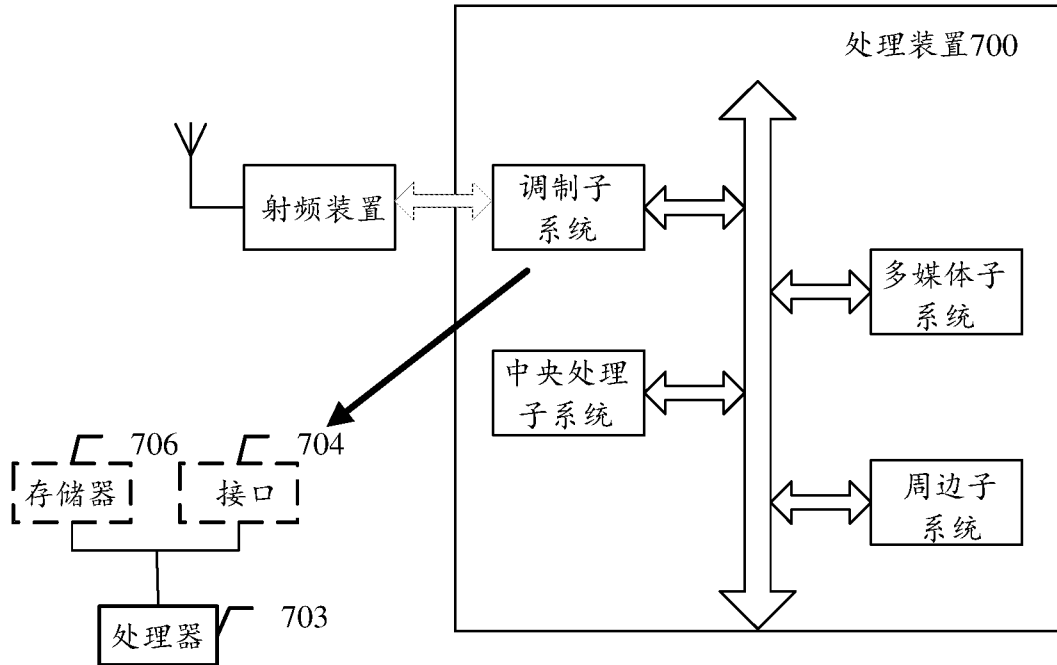 处理装置700
射频装置
调制子
系统
多媒体子
系统
中央处理
子系统
706
704
存储器
接口
周边子
系统
处理器
703